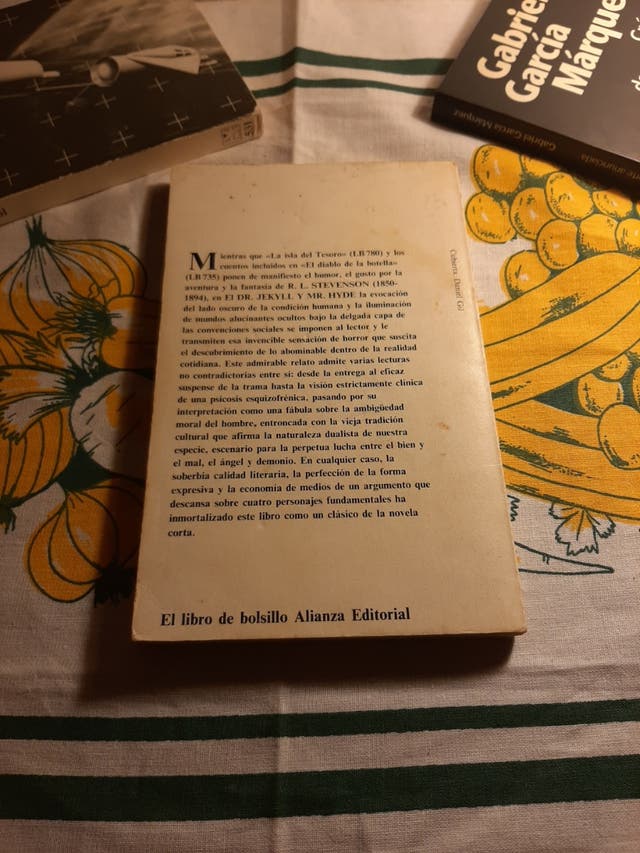 Gabriel
García
Márque
Gabriel García Márquez
rte anunciada
Mientras que «La isla del Tesoro» (LB 780) y los
cuentos incluidos en «El diablo de la botella»
(LB 735) ponen de manifiesto el humor, el gusto por la
aventura y la fantasía de R. L. STEVENSON (1850-
1894), en El DR. JEKYLL Y MR. HYDE la evocación
del lado oscuro de la condición humana y la iluminación
de mundos alucinantes ocultos bajo la delgada capa de
las convenciones sociales se imponen al lector y le
transmiten esa invencible sensación de horror que suscita
el descubrimiento de lo abominable dentro de la realidad
cotidiana. Este admirable relato admite varias lecturas
no contradictorias entre sí: desde la entrega al eficaz
suspense de la trama hasta la visión estrictamente clínica
de una psicosis esquizofrénica, pasando por su
interpretación como una fábula sobre la ambigüedad
moral del hombre, entroncada con la vieja tradición
cultural que afirma la naturaleza dualista de nuestra
especie, escenario para la perpetua lucha entre el bien y
el mal, el ángel y demonio. En cualquier caso, la
soberbia calidad literaria, la perfección de la forma
expresiva y la economía de medios de un argumento que
descansa sobre cuatro personajes fundamentales ha
inmortalizado este libro como un clásico de la novela
corta.
Cubierta Daniel Gil
El libro de bolsillo Alianza Editorial